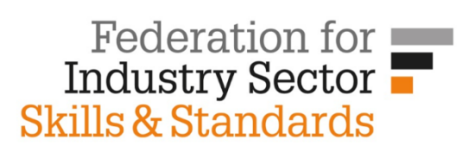 Federation for
Industry Sector
Skills & Standards